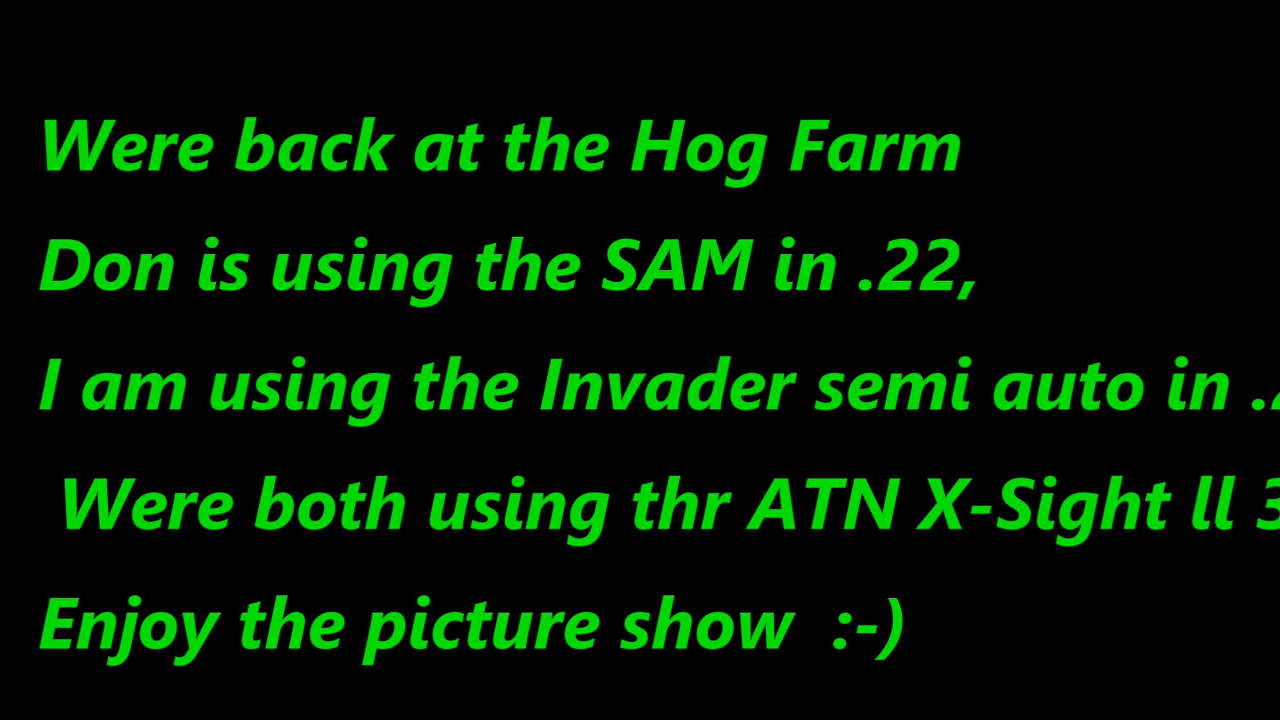 Were back at the Hog Farm
Don is using the SAM in .22,
I am using the Invader semi auto in
Were both using thr ATN X-Sight ll
Enjoy the picture show :-)